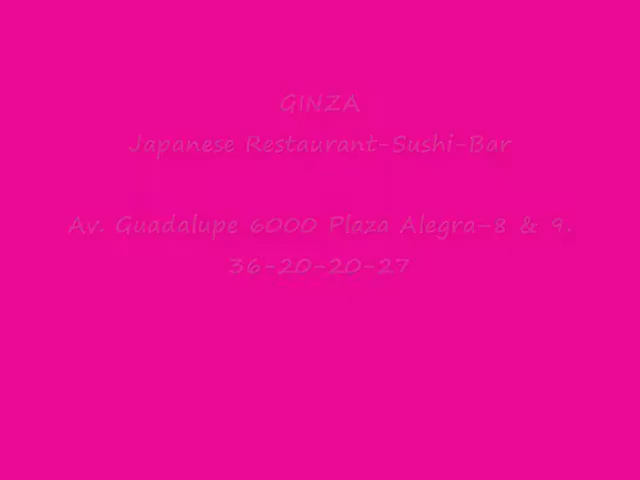 GINZA
Japanese Restaurant-Sushi-Bar
Av. Guadalupe 6000 Plaza Alegra-8 & 9.
36-20-20-27